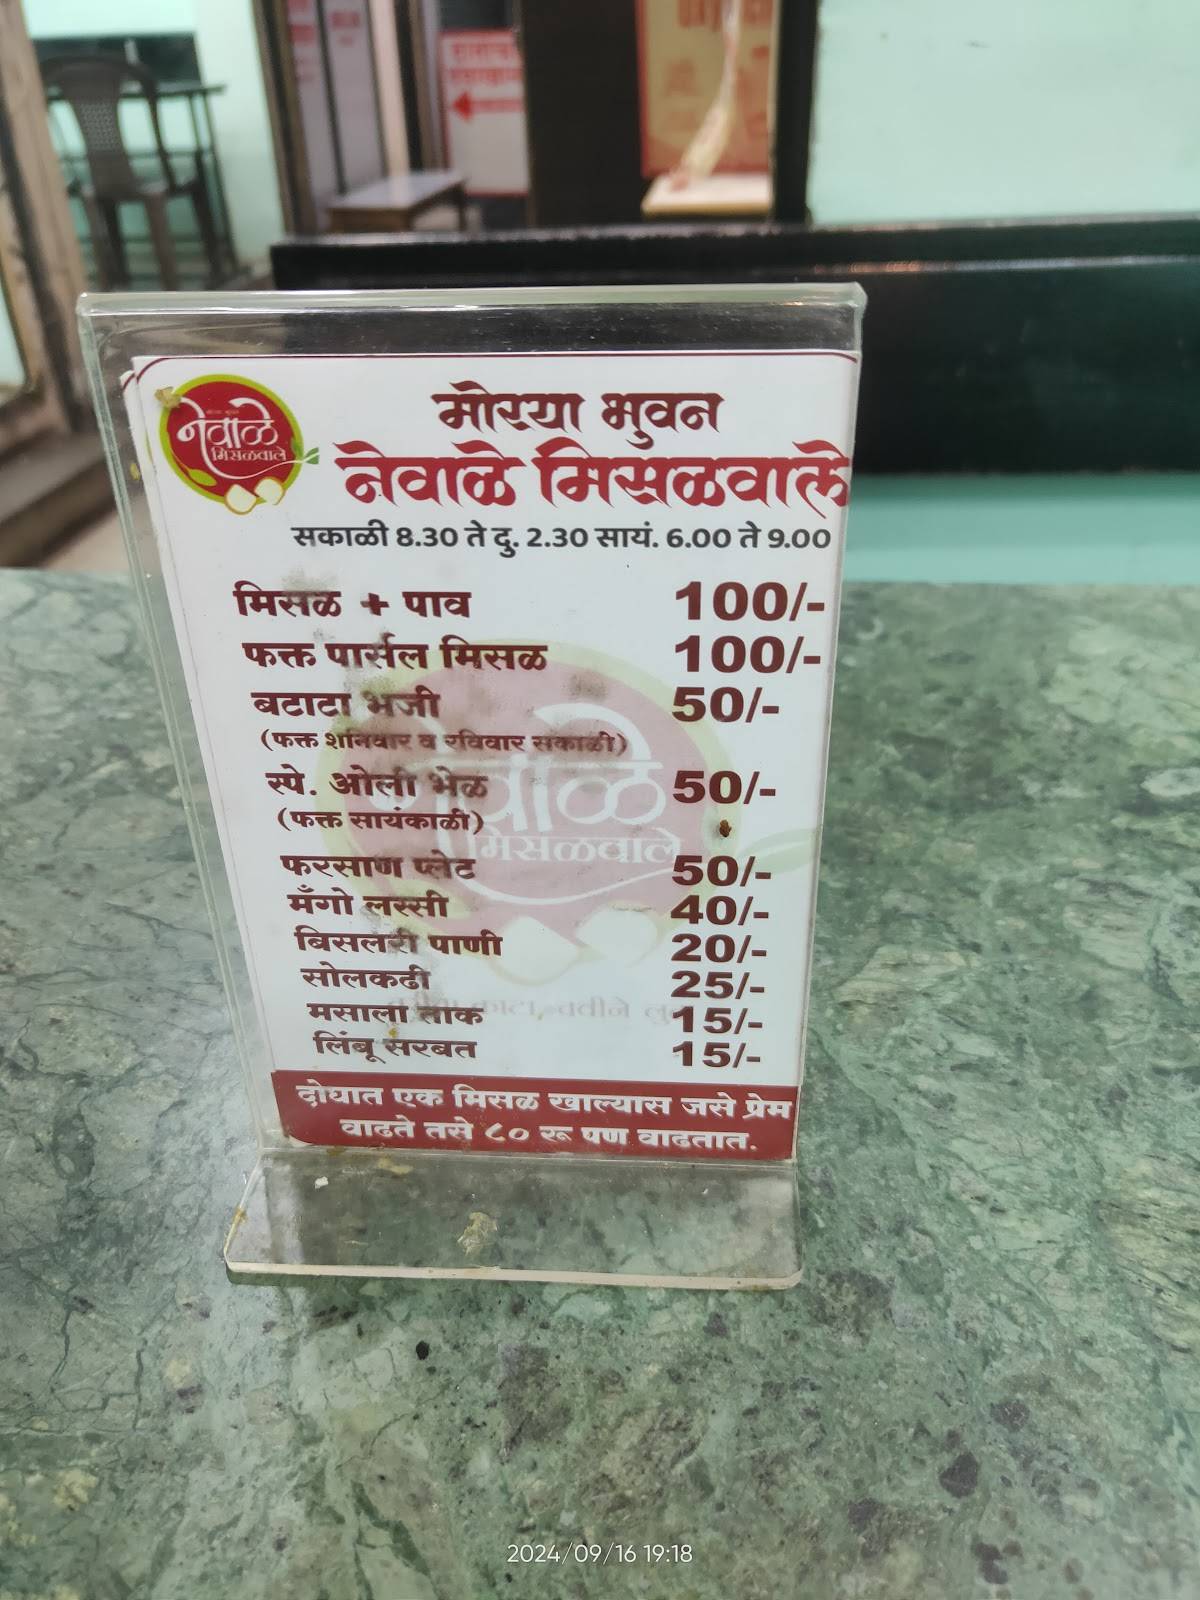 नेवाळे
मिसळवाले
मोरया भुवन
नेवाळे मिसळवाले
सकाळी 8.30 ते दु. 2.30 सायं. 6.00 ते 9.00
मिसळ + पाव 100/-
फक्त पार्सल मिसळ 100/-
बटाटा भजी 50/-
(फक्त शनिवार व रविवार सकाळी)
स्पे. ओली भेळ 50/-
(फक्त सायंकाळी)
फरसाण प्लेट 50/-
मँगो लस्सी 40/-
बिसलरी पाणी 20/-
सोलकढी 25/-
मसाला ताक 15/-
लिंबू सरबत 15/-
नेवाळे
मिसळवाले
दोघात एक मिसळ खाल्यास जसे प्रेम
वाढते तसे ८० रू पण वाढतात.
2024/09/16 19:18